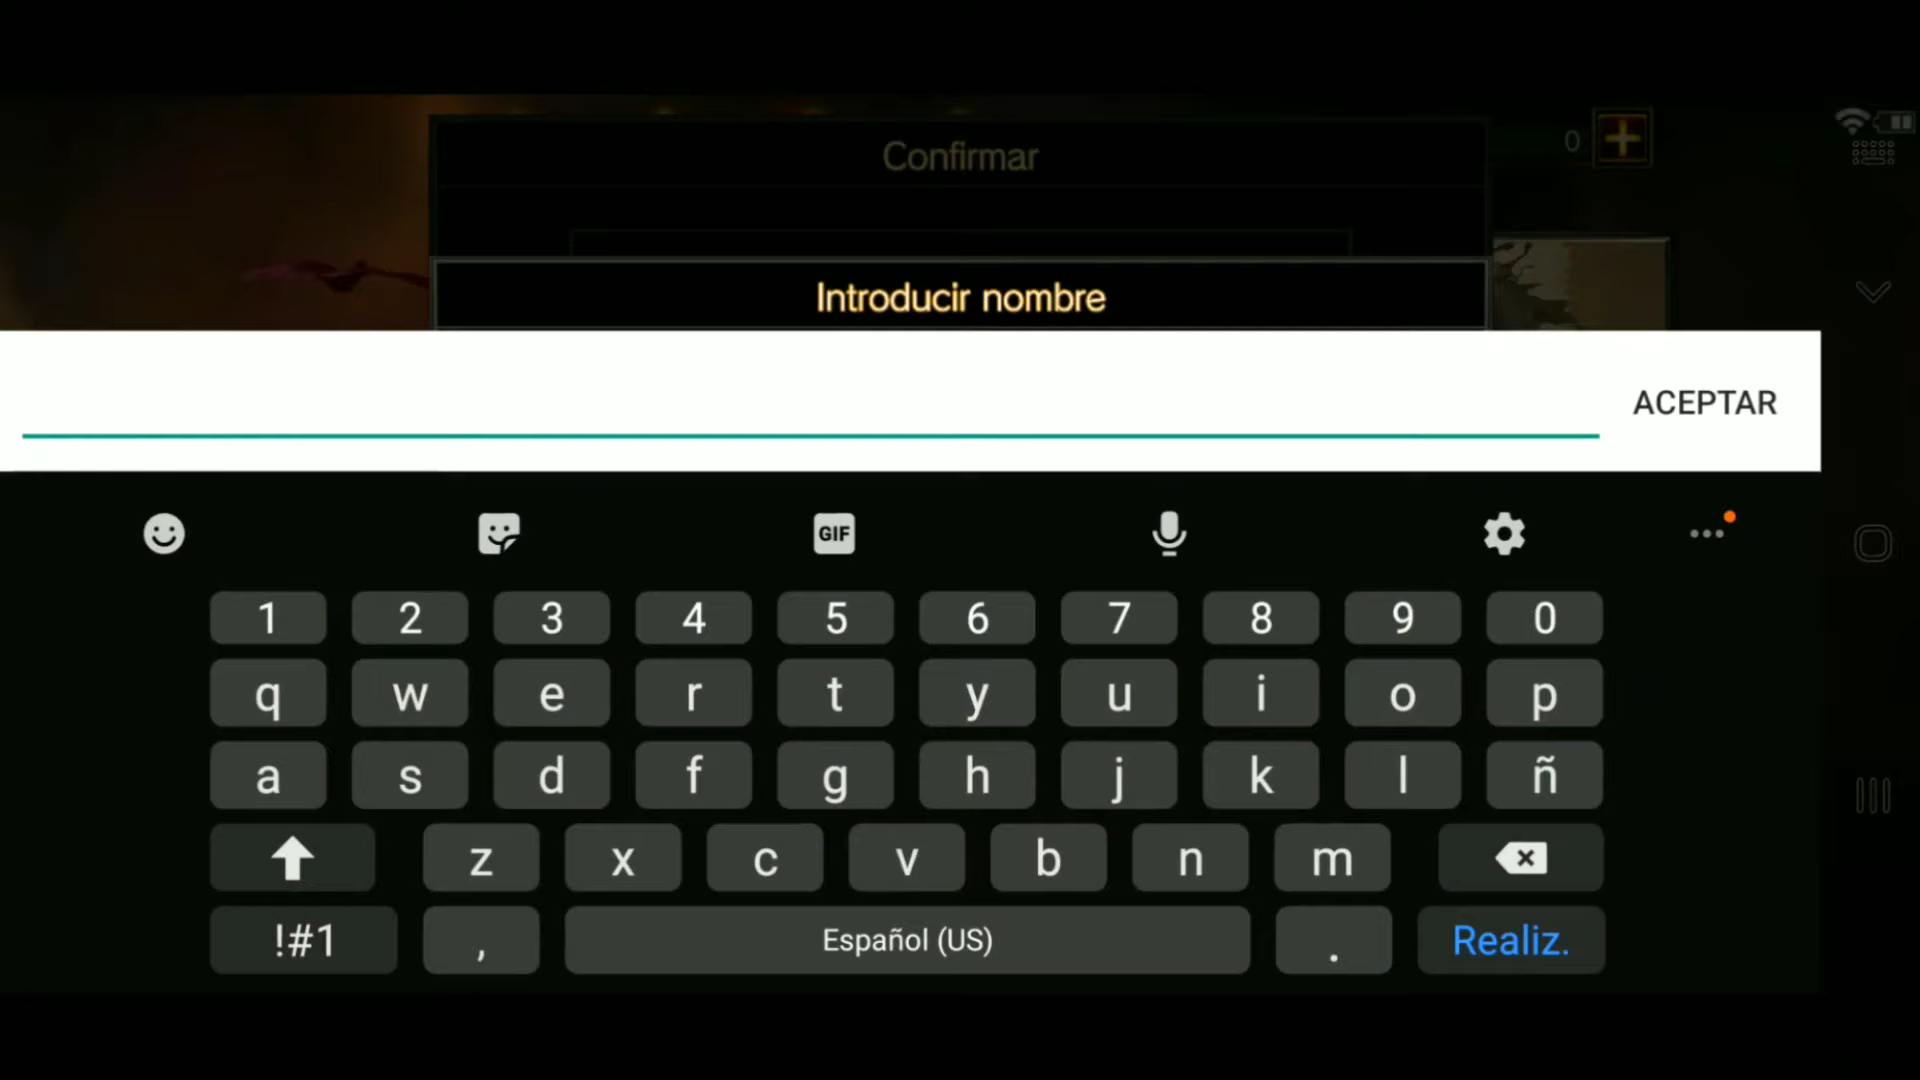 Confirmar
0
Introducir nombre
ACEPTAR
GIF
1 2 3 4 5 6 7 8 9 0
q w e r t y u i o p
a s d f g h j k l ñ
z x c v b n m
!#1 , Español (US) . Realiz.